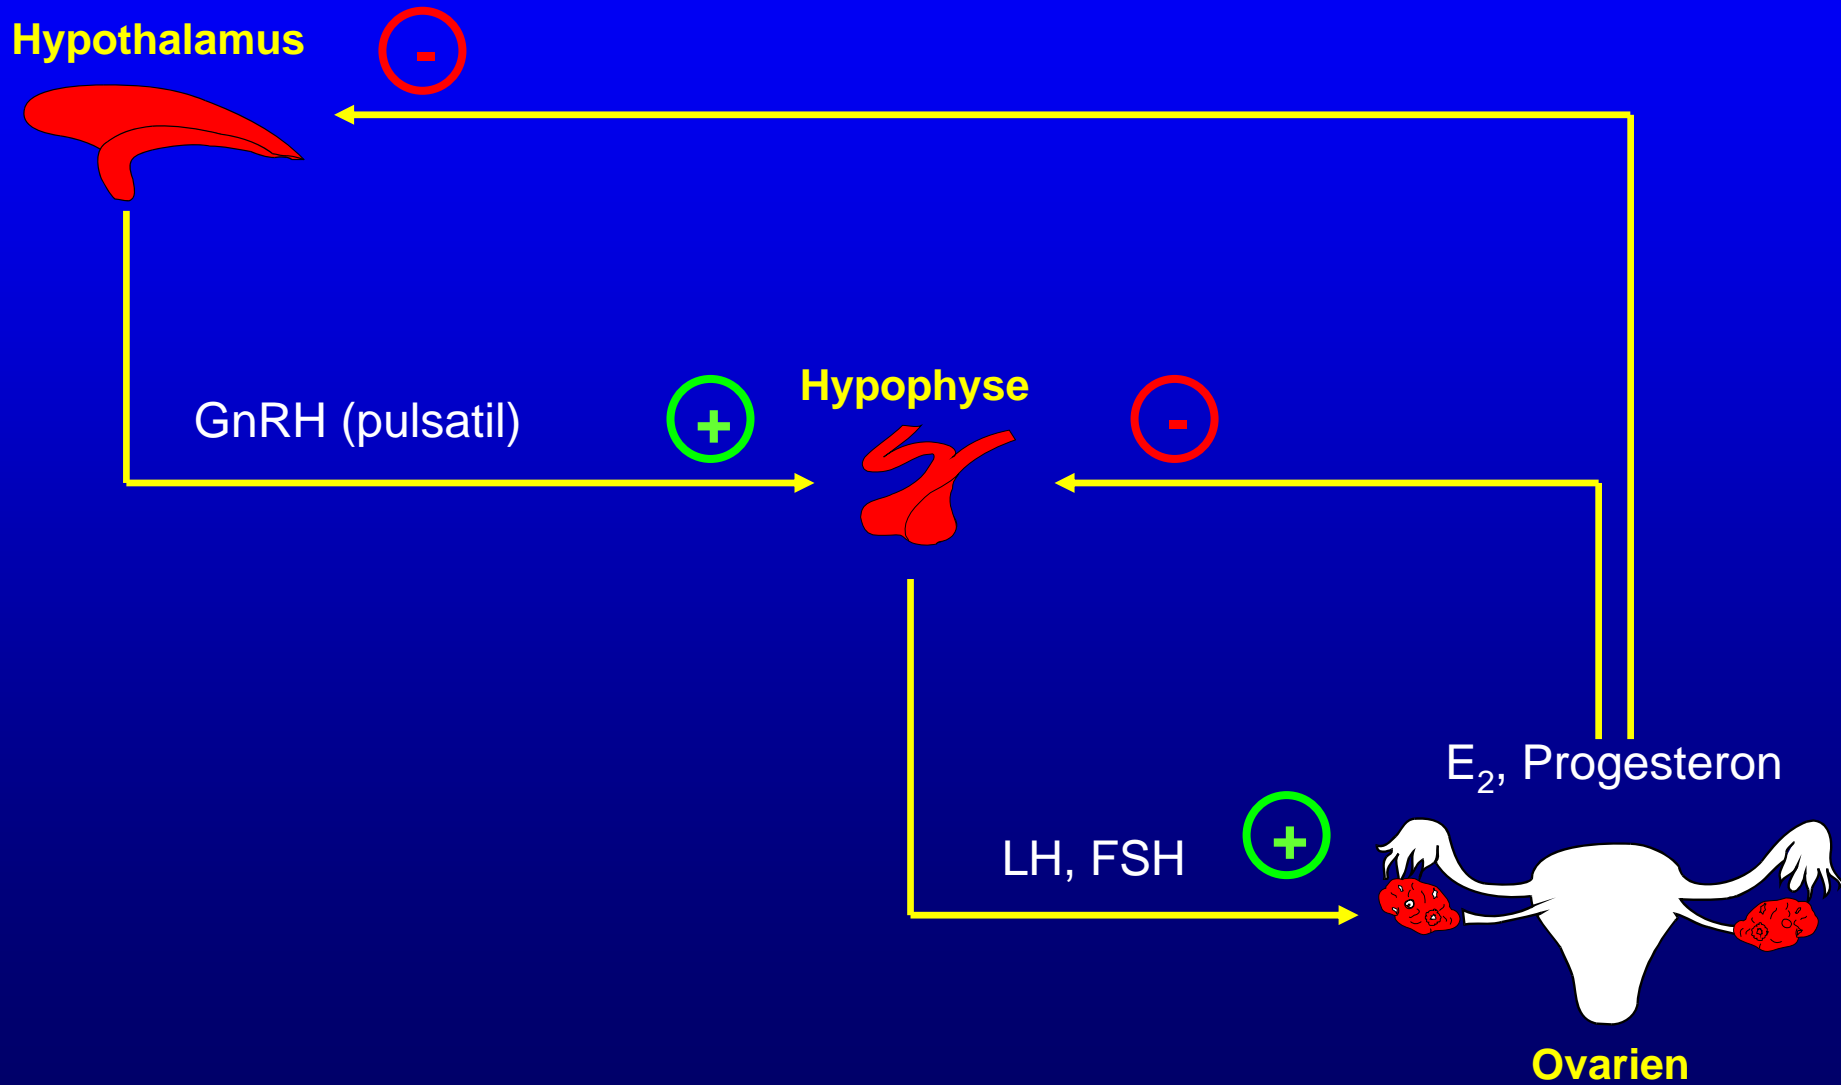 Hypothalamus
-
Hypophyse
GnRH (pulsatil)
+
-
E₂, Progesteron
LH, FSH
+
Ovarien